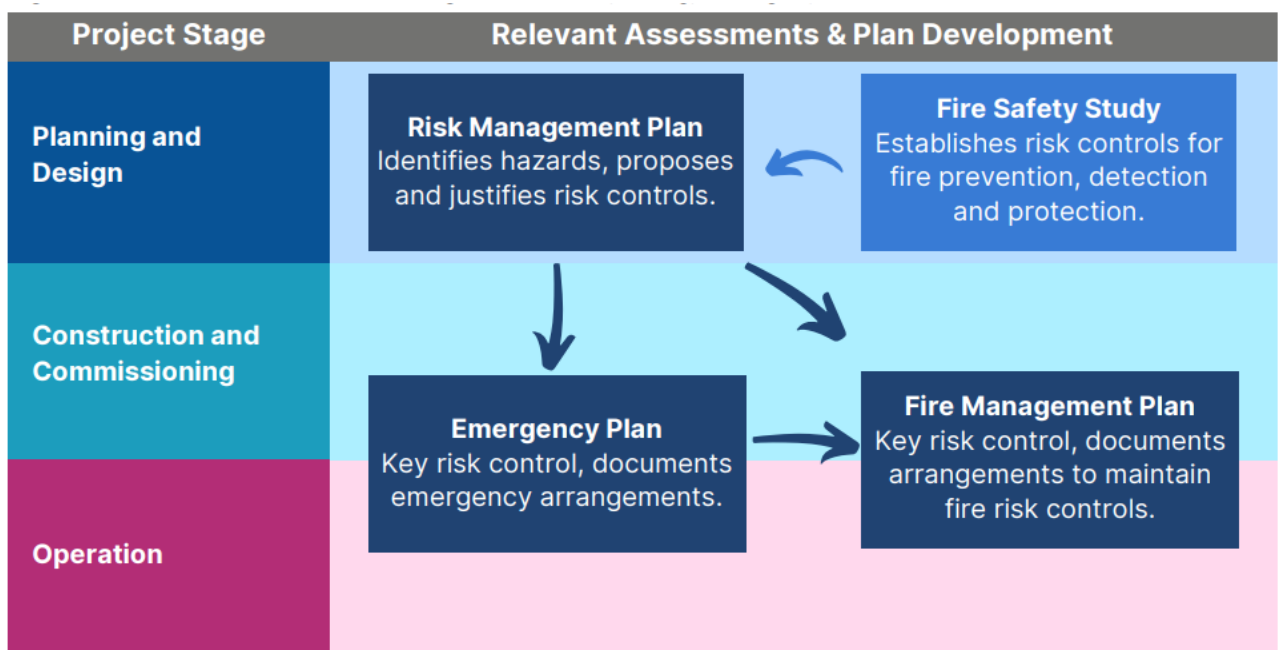 Project Stage
Relevant Assessments & Plan Development
Planning and
Design
Risk Management Plan
Identifies hazards, proposes
and justifies risk controls.
Fire Safety Study
Establishes risk controls for
fire prevention, detection
and protection.
Construction and
Commissioning
Emergency Plan
Key risk control, documents
emergency arrangements.
Fire Management Plan
Key risk control, documents
arrangements to maintain
fire risk controls.
Operation